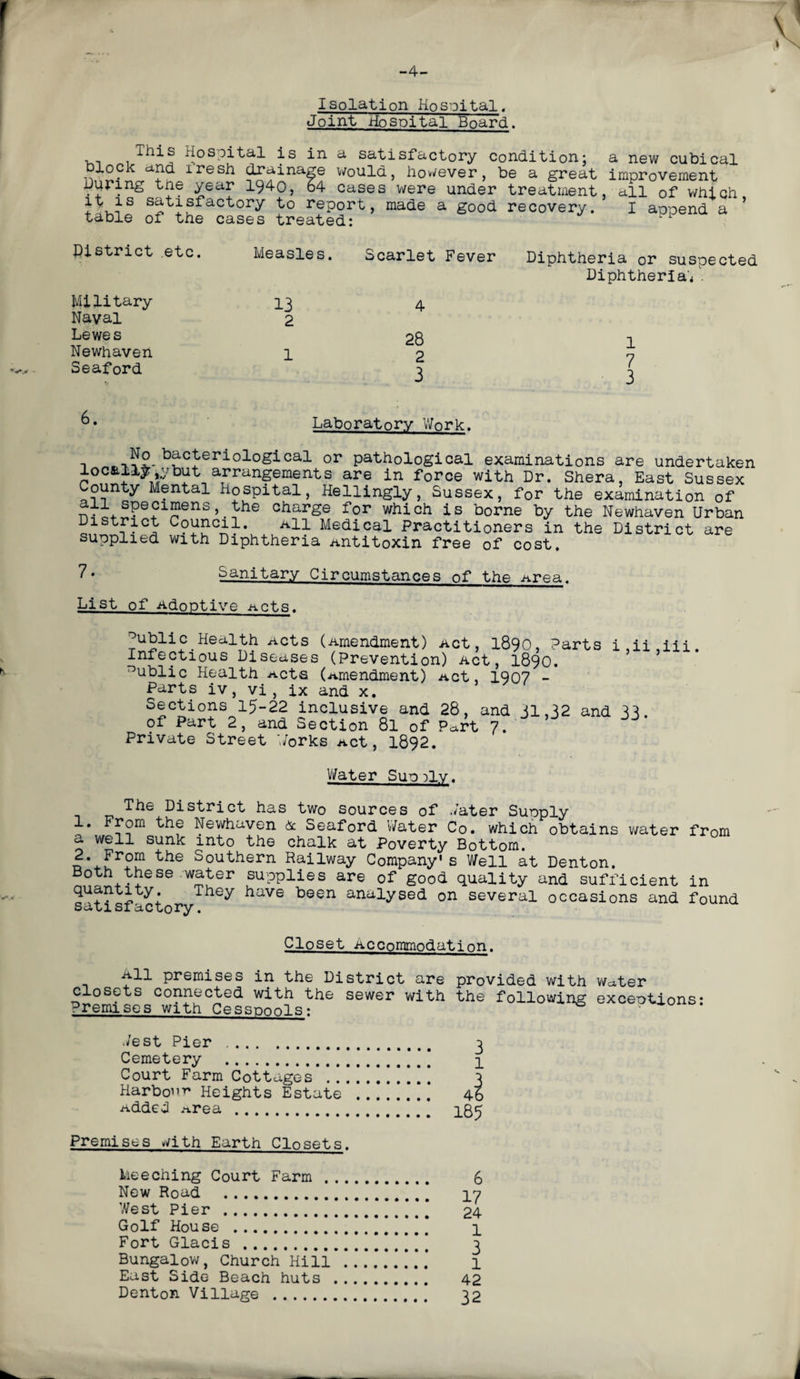 -4-
Isolation Hospital.
Joint Hospital Board.
This Hospital is in a satisfactory condition; a new cubical
block and fresh drainage would, however, be a great improvement
During the year 1940, 64 cases were under treatment, all of which,
it is satisfactory to report, made a good recovery. I append a
table of the cases treated:
District etc. Measles. Scarlet Fever Diphtheria or suspected
Diphtheria.
Military 13 4
Naval 2
Lewes 28 1
Newhaven 1 2 7
Seaford 3 3
6. Laboratory Work.
No bacteriological or pathological examinations are undertaken
locally, but arrangements are in force with Dr. Shera, East Sussex
County Mental Hospital, Hellingly, Sussex, for the examination of
all specimens, the charge for which is borne by the Newhaven Urban
District Council. All Medical Practitioners in the District are
supplied with Diphtheria Antitoxin free of cost.
7. Sanitary Circumstances of the Area.
List of Adoptive Acts.
Public Health Acts (Amendment) Act, 1890, Parts i,ii,iii.
Infectious Diseases (Prevention) Act, 1890.
Public Health Acts (Amendment) Act, 1907 -
Parts iv, vi, ix and x.
Sections 15-22 inclusive and 28, and 31,32 and 33.
of Part 2, and Section 81 of Part 7.
Private Street Works Act, 1892.
Water Supply.
The District has two sources of Water Supply
1. From the Newhaven & Seaford Water Co. which obtains water from
a well sunk into the chalk at Poverty Bottom.
2. From the Southern Railway Company's Well at Denton.
Both these water supplies are of good quality and sufficient in
quantity. They have been analysed on several occasions and found
satisfactory.
Closet Accommodation.
All premises in the District are provided with water
closets connected with the sewer with the following exceptions:
Premises with Cesspools:
West Pier .... 3
Cemetery .... 1
Court Farm Cottages .... 3
Harbour Heights Estate .... 46
Added Area .... 185
Premises with Earth Closets.
Meeching Court Farm .... 6
New Road .... 17
West Pier .... 24
Golf House .... 1
Fort Glacis .... 3
Bungalow, Church Hill .... 1
East Side Beach huts .... 42
Denton Village .... 32